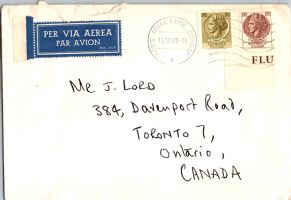 PER VIA AEREA
PAR AVION
FLU
Mr J. LORD
384, Davenport Road,
TORONTO 7,
Ontario,
CANADA